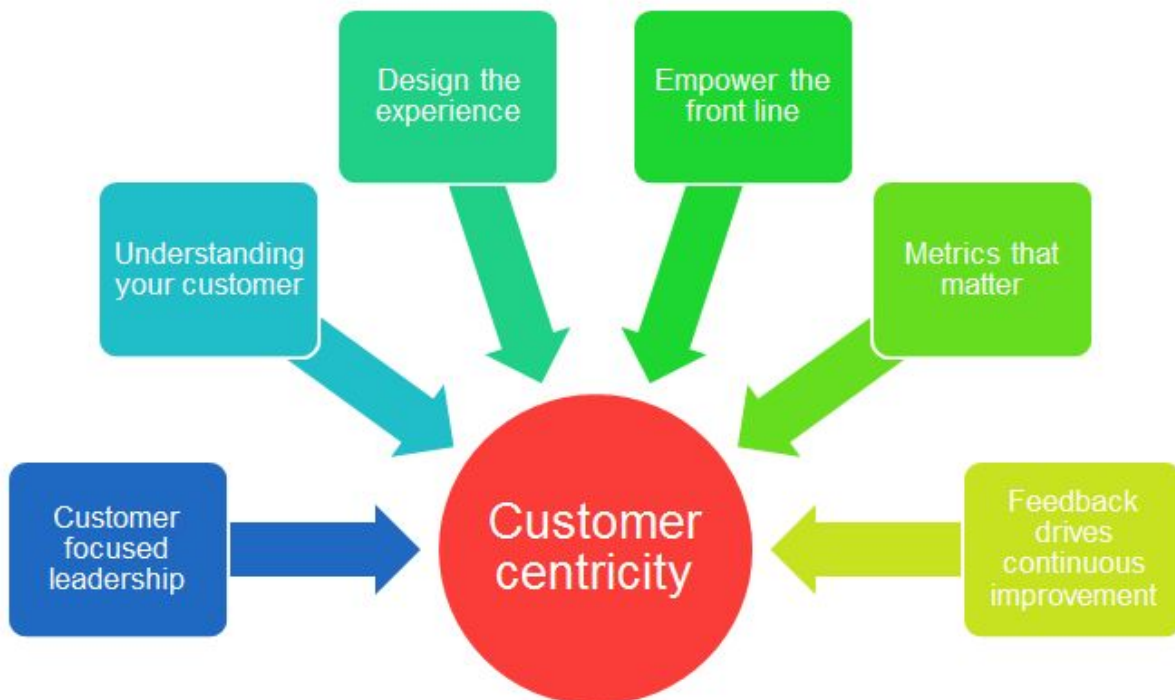 Design the
experience
Empower the
front line
Understanding
your customer
Metrics that
matter
Customer
focused
leadership
Customer
centricity
Feedback
drives
continuous
improvement